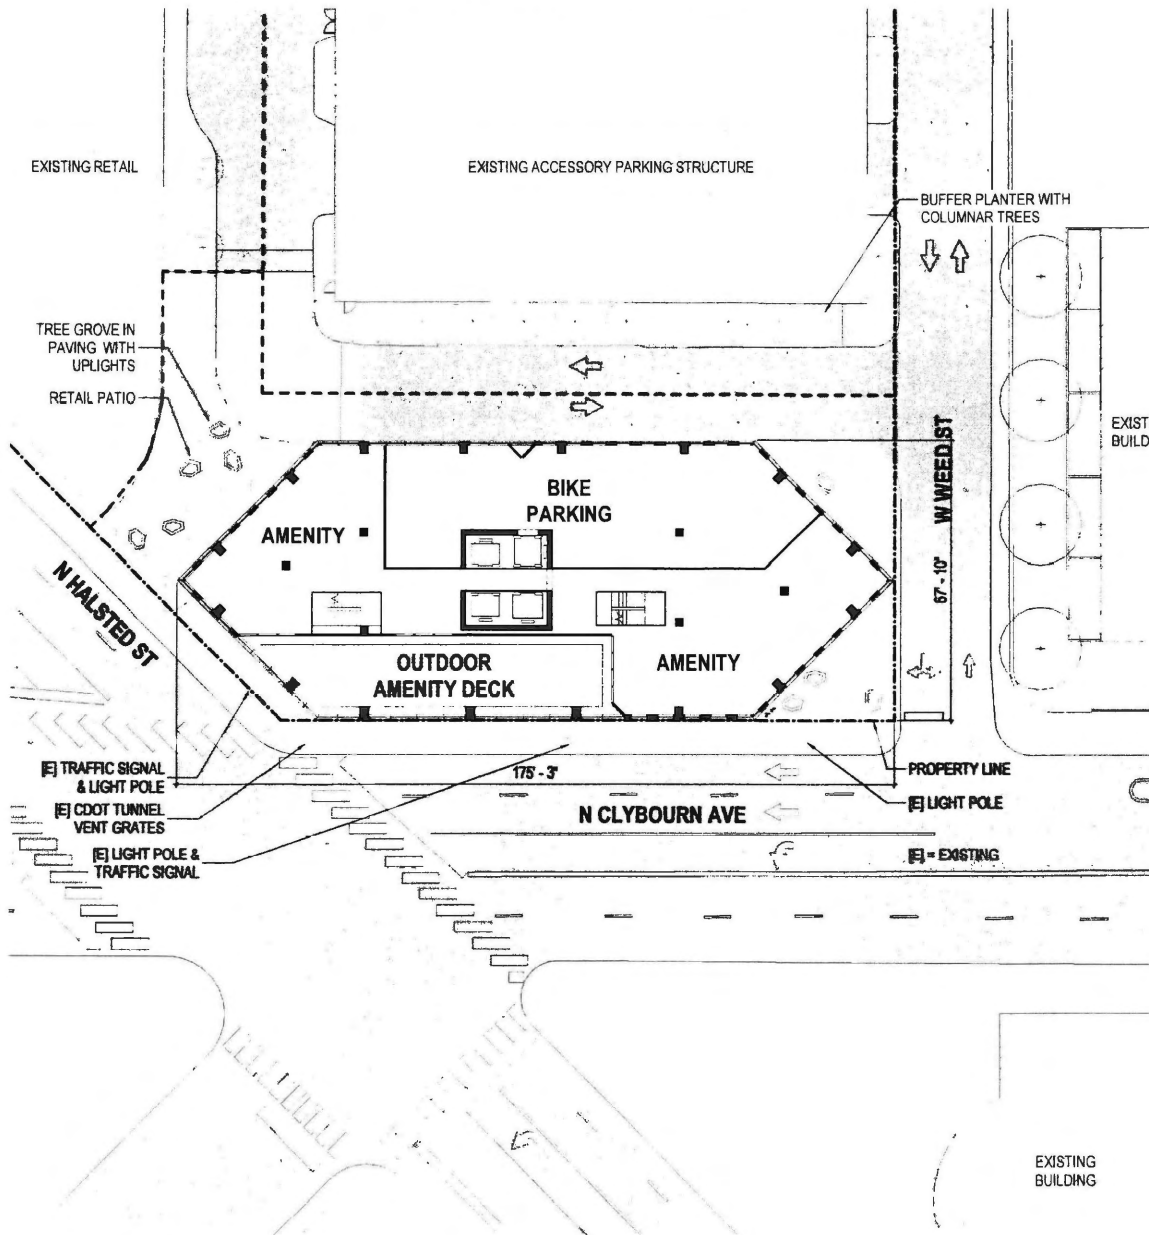 EXISTING RETAIL
EXISTING ACCESSORY PARKING STRUCTURE
BUFFER PLANTER WITH
COLUMNAR TREES
TREE GROVE IN
PAVING WITH
UPLIGHTS
RETAIL PATIO
EXIST
BUILD
W WEED ST
67' - 10"
BIKE
PARKING
AMENITY
N HALSTED ST
OUTDOOR
AMENITY DECK
AMENITY
[E] TRAFFIC SIGNAL
& LIGHT POLE
175' - 3"
PROPERTY LINE
[E] CDOT TUNNEL
VENT GRATES
N CLYBOURN AVE
[E] LIGHT POLE
[E] LIGHT POLE &
TRAFFIC SIGNAL
[E] = EXISTING
EXISTING
BUILDING